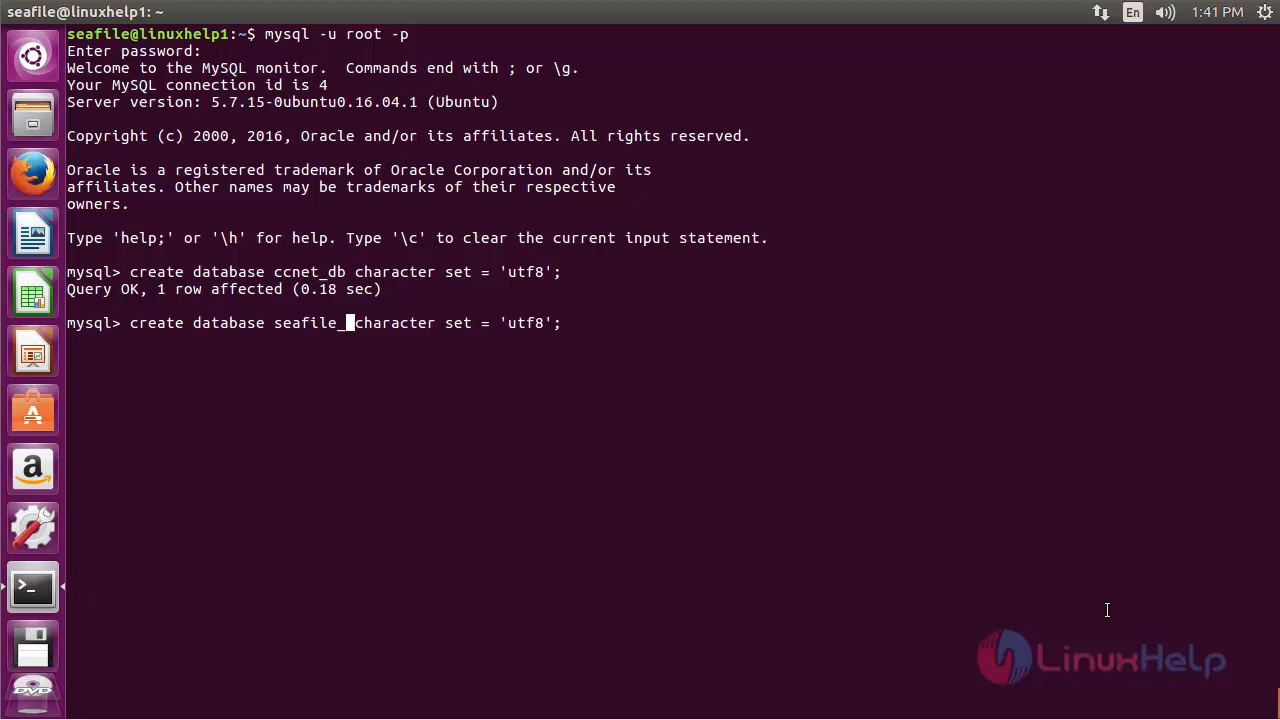 seafile@linuxhelp1: ~
En
1:41 PM
seafile@linuxhelp1:~$ mysql -u root -p
Enter password:
Welcome to the MySQL monitor.  Commands end with ; or \g.
Your MySQL connection id is 4
Server version: 5.7.15-0ubuntu0.16.04.1 (Ubuntu)
Copyright (c) 2000, 2016, Oracle and/or its affiliates. All rights reserved.
Oracle is a registered trademark of Oracle Corporation and/or its
affiliates. Other names may be trademarks of their respective
owners.
Type 'help;' or '\h' for help. Type '\c' to clear the current input statement.
mysql> create database ccnet_db character set = 'utf8';
Query OK, 1 row affected (0.18 sec)
mysql> create database seafile_ character set = 'utf8';
DVD
LinuxHelp